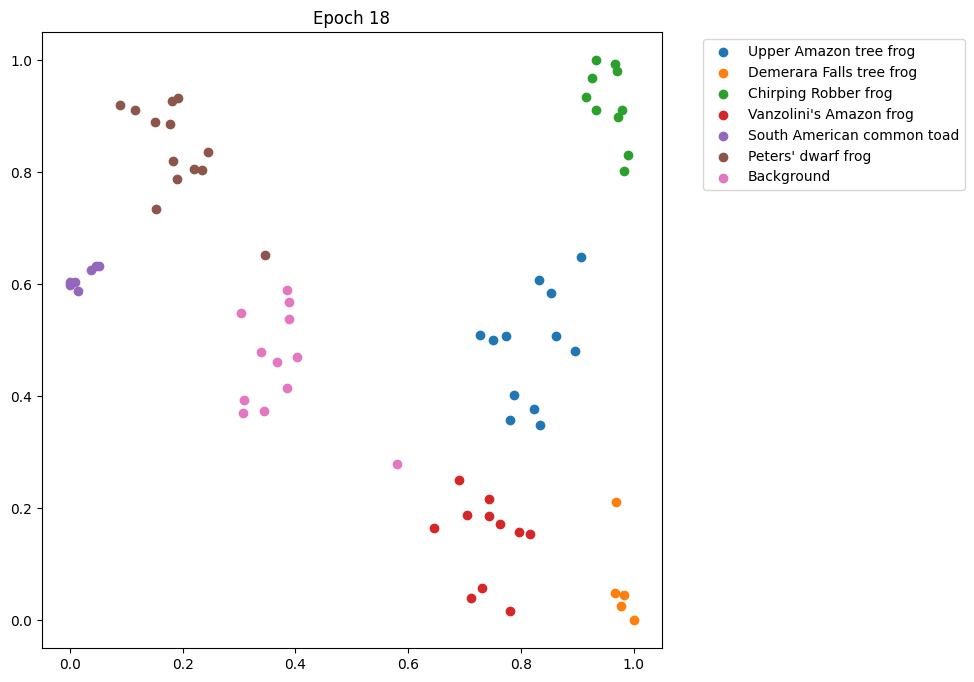 Epoch 18
Upper Amazon tree frog
Demerara Falls tree frog
Chirping Robber frog
Vanzolini's Amazon frog
South American common toad
Peters' dwarf frog
Background
1.0
0.8
0.6
0.4
0.2
0.0
0.0 0.2 0.4 0.6 0.8 1.0